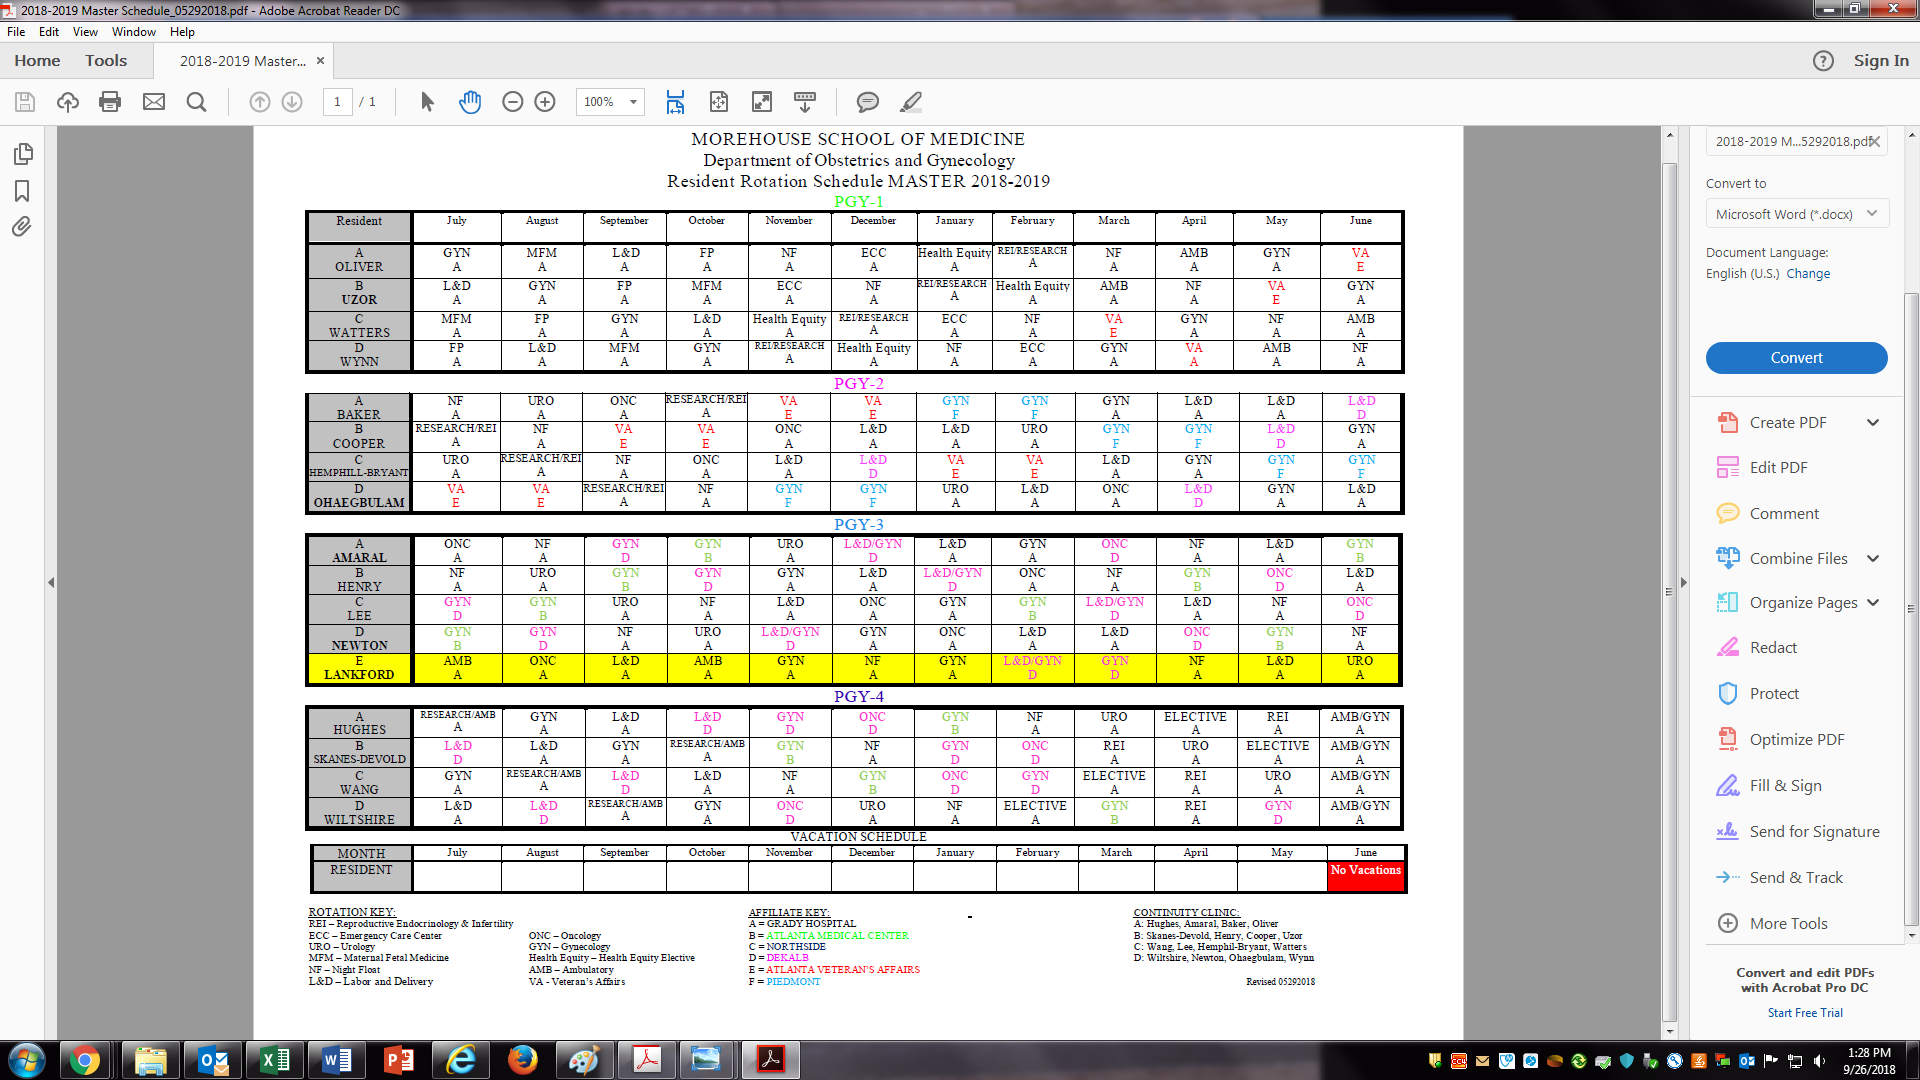 2018-2019 Master Schedule_05292018.pdf - Adobe Acrobat Reader DC
File Edit View Window Help
Home Tools 2018-2019 Master... × Sign In
1 / 1 100%
MOREHOUSE SCHOOL OF MEDICINE
Department of Obstetrics and Gynecology
Resident Rotation Schedule MASTER 2018-2019
PGY-1
Resident July August September October November December January February March April May June
A GYN MFM L&D FP NF ECC Health Equity REI/RESEARCH NF AMB GYN VA
OLIVER A A A A A A A A A A A E
B L&D GYN FP MFM ECC NF REI/RESEARCH Health Equity AMB NF VA GYN
UZOR A A A A A A A A A A E A
C MFM FP GYN L&D Health Equity REI/RESEARCH ECC NF VA GYN NF AMB
WATTERS A A A A A A A A E A A A
D FP L&D MFM GYN REI/RESEARCH Health Equity NF ECC GYN VA AMB NF
WYNN A A A A A A A A A A A A
PGY-2
A NF URO ONC RESEARCH/REI VA VA GYN GYN GYN L&D L&D L&D
BAKER A A A A E E F F A A A D
B RESEARCH/REI NF VA VA ONC L&D L&D URO GYN GYN L&D GYN
COOPER A A E E A A A A F F D A
C URO RESEARCH/REI NF ONC L&D L&D VA VA L&D GYN GYN GYN
HEMPHILL-BRYANT A A A A A D E E A A F F
D VA VA RESEARCH/REI NF GYN GYN URO L&D ONC L&D GYN L&D
OHAEGBULAM E E A A F F A A A D A A
PGY-3
A ONC NF GYN GYN URO L&D/GYN L&D GYN ONC NF L&D GYN
AMARAL A A D B A D A A D A A B
B NF URO GYN GYN GYN L&D L&D/GYN ONC NF GYN ONC L&D
HENRY A A B D A A D A A B D A
C GYN GYN URO NF L&D ONC GYN GYN L&D/GYN L&D NF ONC
LEE D B A A A A A B D A A D
D GYN GYN NF URO L&D/GYN GYN ONC L&D L&D ONC GYN NF
NEWTON B D A A D A A A A D B A
E AMB ONC L&D AMB GYN NF GYN L&D/GYN GYN NF L&D URO
LANKFORD A A A A A A A D D A A A
PGY-4
A RESEARCH/AMB GYN L&D L&D GYN ONC GYN NF URO ELECTIVE REI AMB/GYN
HUGHES A A A D D D B A A A A A
B L&D L&D GYN RESEARCH/AMB GYN NF GYN ONC REI URO ELECTIVE AMB/GYN
SKANES-DEVOLD D A A A B A D D A A A A
C GYN RESEARCH/AMB L&D L&D NF GYN ONC GYN ELECTIVE REI URO AMB/GYN
WANG A A D A A B D D A A A A
D L&D L&D RESEARCH/AMB GYN ONC URO NF ELECTIVE GYN REI GYN AMB/GYN
WILTSHIRE A D A A D A A A B A D A
VACATION SCHEDULE
MONTH July August September October November December January February March April May June
RESIDENT No Vacations
ROTATION KEY:
REI – Reproductive Endocrinology & Infertility
ECC – Emergency Care Center
URO – Urology
MFM – Maternal Fetal Medicine
NF – Night Float
L&D – Labor and Delivery
ONC – Oncology
GYN – Gynecology
Health Equity – Health Equity Elective
AMB – Ambulatory
VA - Veteran's Affairs
AFFILIATE KEY:
A = GRADY HOSPITAL
B = ATLANTA MEDICAL CENTER
C = NORTHSIDE
D = DEKALB
E = ATLANTA VETERAN'S AFFAIRS
F = PIEDMONT
CONTINUITY CLINIC:
A: Hughes, Amaral, Baker, Oliver
B: Skanes-Devold, Henry, Cooper, Uzor
C: Wang, Lee, Hemphil-Bryant, Watters
D: Wiltshire, Newton, Ohaegbulam, Wynn
Revised 05292018
2018-2019 M...5292018.pdf
Convert to
Microsoft Word (*.docx)
Document Language:
English (U.S.) Change
Convert
Create PDF
Edit PDF
Comment
Combine Files
Organize Pages
Redact
Protect
Optimize PDF
Fill & Sign
Send for Signature
Send & Track
More Tools
Convert and edit PDFs
with Acrobat Pro DC
Start Free Trial
1:28 PM
9/26/2018